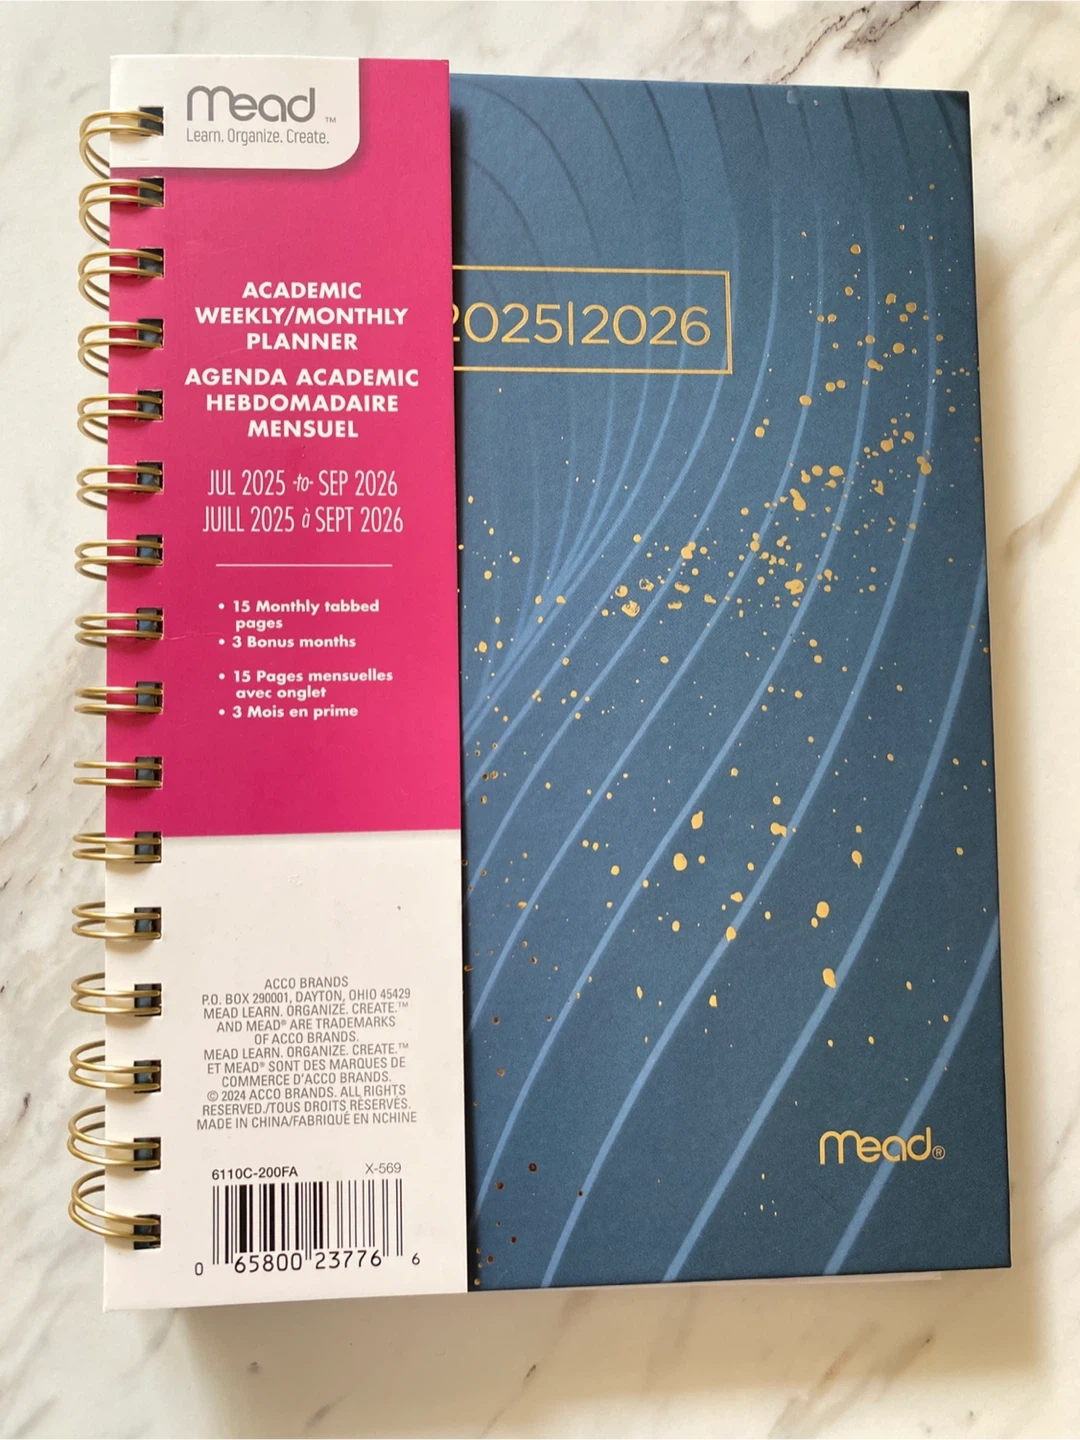 mead™
Learn. Organize. Create.
ACADEMIC
WEEKLY/MONTHLY
PLANNER
AGENDA ACADEMIC
HEBDOMADAIRE
MENSUEL
JUL 2025 -to- SEP 2026
JUILL 2025 à SEPT 2026
• 15 Monthly tabbed
pages
• 3 Bonus months
• 15 Pages mensuelles
avec onglet
• 3 Mois en prime
2025|2026
ACCO BRANDS
P.O. BOX 290001, DAYTON, OHIO 45429
MEAD LEARN. ORGANIZE. CREATE.™
AND MEAD® ARE TRADEMARKS
OF ACCO BRANDS.
MEAD LEARN. ORGANIZE. CREATE.™
ET MEAD® SONT DES MARQUES DE
COMMERCE D'ACCO BRANDS.
© 2024 ACCO BRANDS. ALL RIGHTS
RESERVED./TOUS DROITS RÉSERVÉS.
MADE IN CHINA/FABRIQUÉ EN NCHINE
6110C-200FA X-569
0 65800 23776 6
mead®